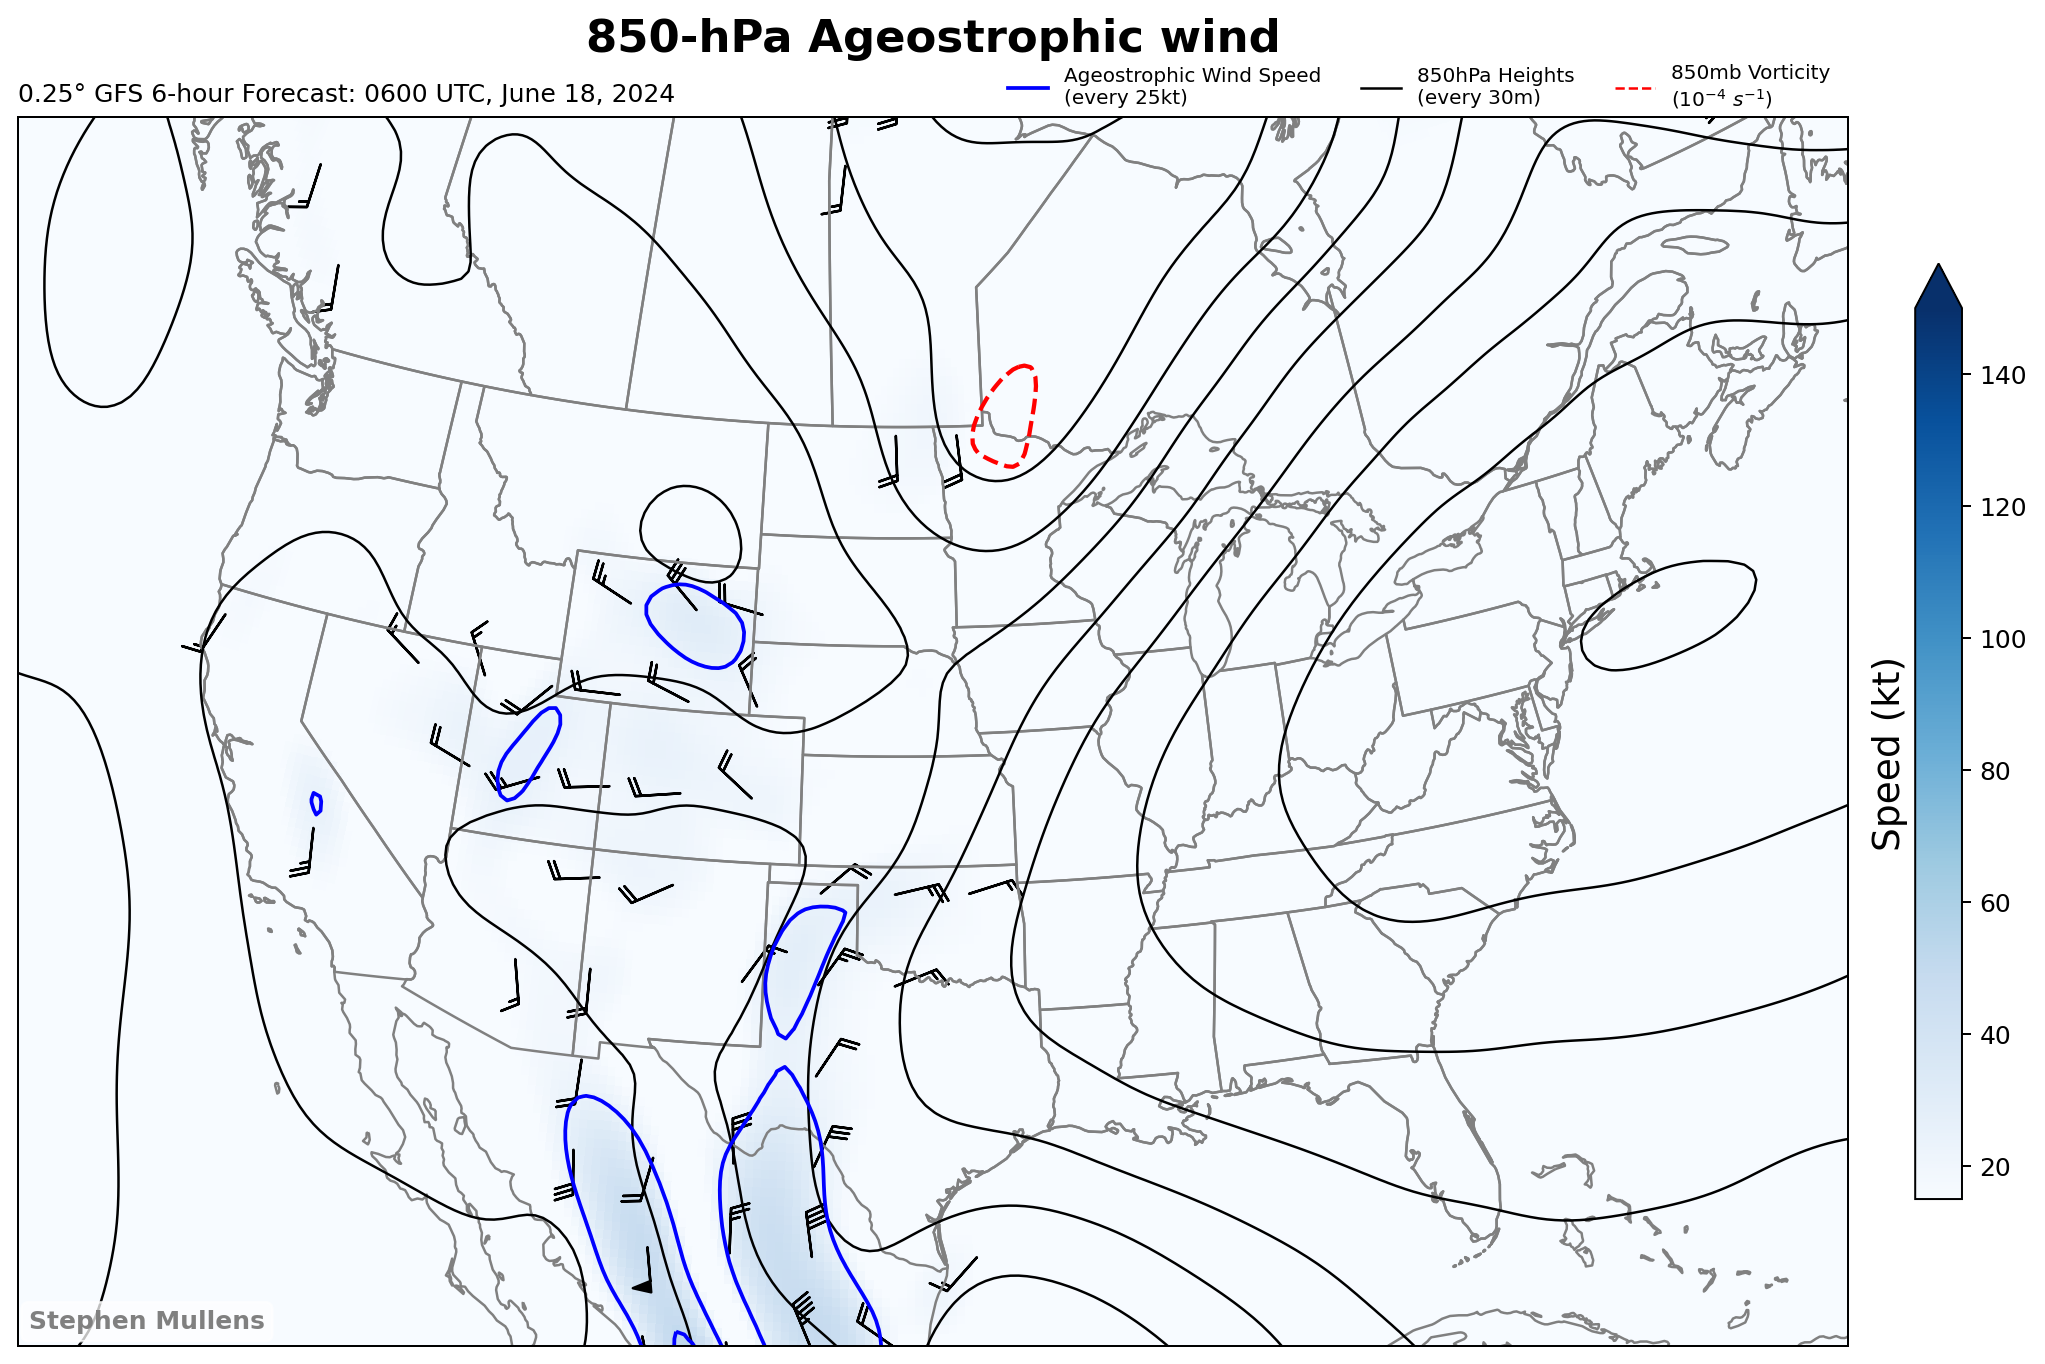 850-hPa Ageostrophic wind
0.25° GFS 6-hour Forecast: 0600 UTC, June 18, 2024
Ageostrophic Wind Speed
(every 25kt)
850hPa Heights
(every 30m)
850mb Vorticity
(10⁻⁴ s⁻¹)
140
120
100
80
60
40
20
Speed (kt)
Stephen Mullens